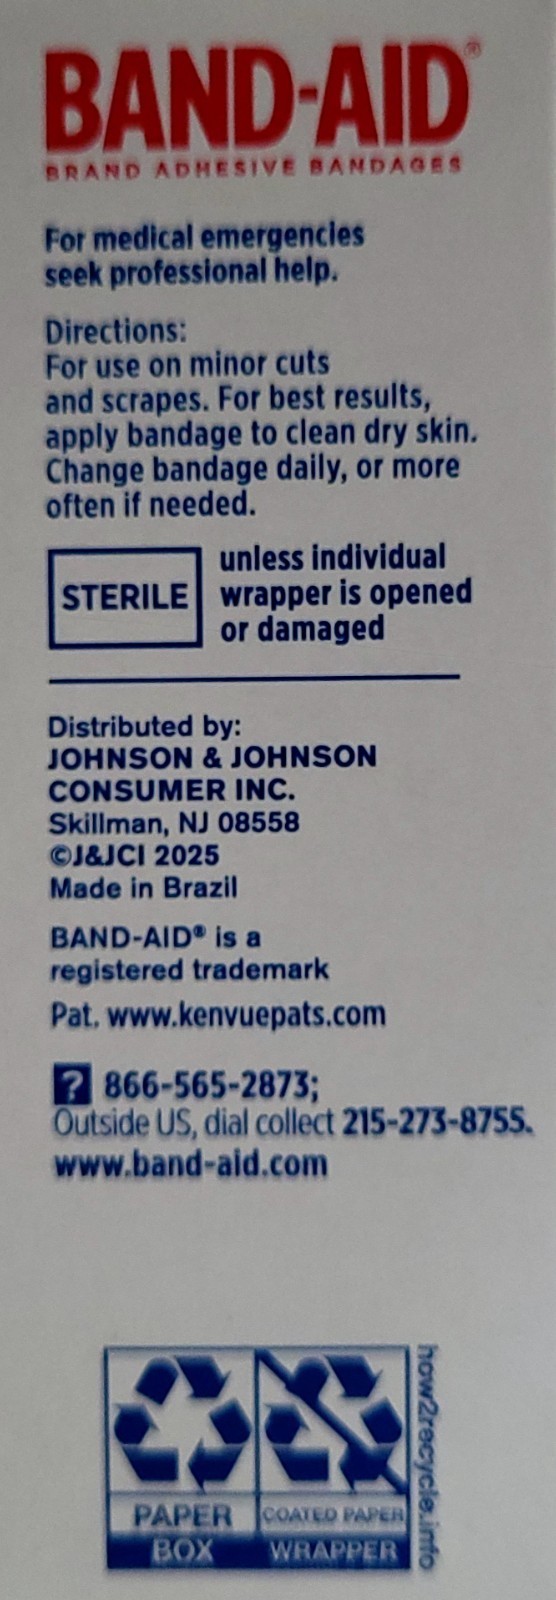 BAND-AID®
BRAND ADHESIVE BANDAGES
For medical emergencies
seek professional help.
Directions:
For use on minor cuts
and scrapes. For best results,
apply bandage to clean dry skin.
Change bandage daily, or more
often if needed.
STERILE
unless individual
wrapper is opened
or damaged
Distributed by:
JOHNSON & JOHNSON
CONSUMER INC.
Skillman, NJ 08558
©J&JCI 2025
Made in Brazil
BAND-AID® is a
registered trademark
Pat. www.kenvuepats.com
? 866-565-2873;
Outside US, dial collect 215-273-8755.
www.band-aid.com
PAPER
BOX
COATED PAPER
WRAPPER
how2recycle.info